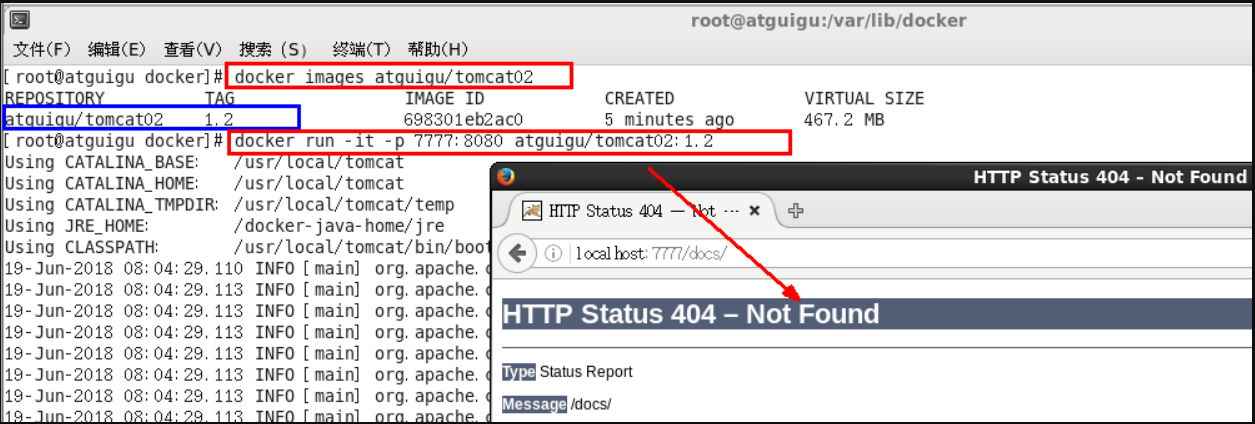 root@atguigu:/var/lib/docker
文件(F) 编辑(E) 查看(V) 搜索 (S) 终端(T) 帮助(H)
[root@atguigu docker]# docker images atguigu/tomcat02
REPOSITORY TAG IMAGE ID CREATED VIRTUAL SIZE
atguigu/tomcat02 1.2 698301eb2ac0 5 minutes ago 467.2 MB
[root@atguigu docker]# docker run -it -p 7777:8080 atguigu/tomcat02:1.2
Using CATALINA_BASE: /usr/local/tomcat
Using CATALINA_HOME: /usr/local/tomcat
Using CATALINA_TMPDIR: /usr/local/tomcat/temp
Using JRE_HOME: /docker-java-home/jre
Using CLASSPATH: /usr/local/tomcat/bin/boot
19-Jun-2018 08:04:29.110 INFO [main] org.apache.
19-Jun-2018 08:04:29.113 INFO [main] org.apache.
19-Jun-2018 08:04:29.113 INFO [main] org.apache.
19-Jun-2018 08:04:29.113 INFO [main] org.apache.
19-Jun-2018 08:04:29.113 INFO [main] org.apache.
19-Jun-2018 08:04:29.113 INFO [main] org.apache.
19-Jun-2018 08:04:29.113 INFO [main] org.apache.
19-Jun-2018 08:04:29.113 INFO [main] org.apache.
HTTP Status 404 – Not Found
HTTP Status 404 — Not ···
localhost:7777/docs/
HTTP Status 404 – Not Found
Type Status Report
Message /docs/